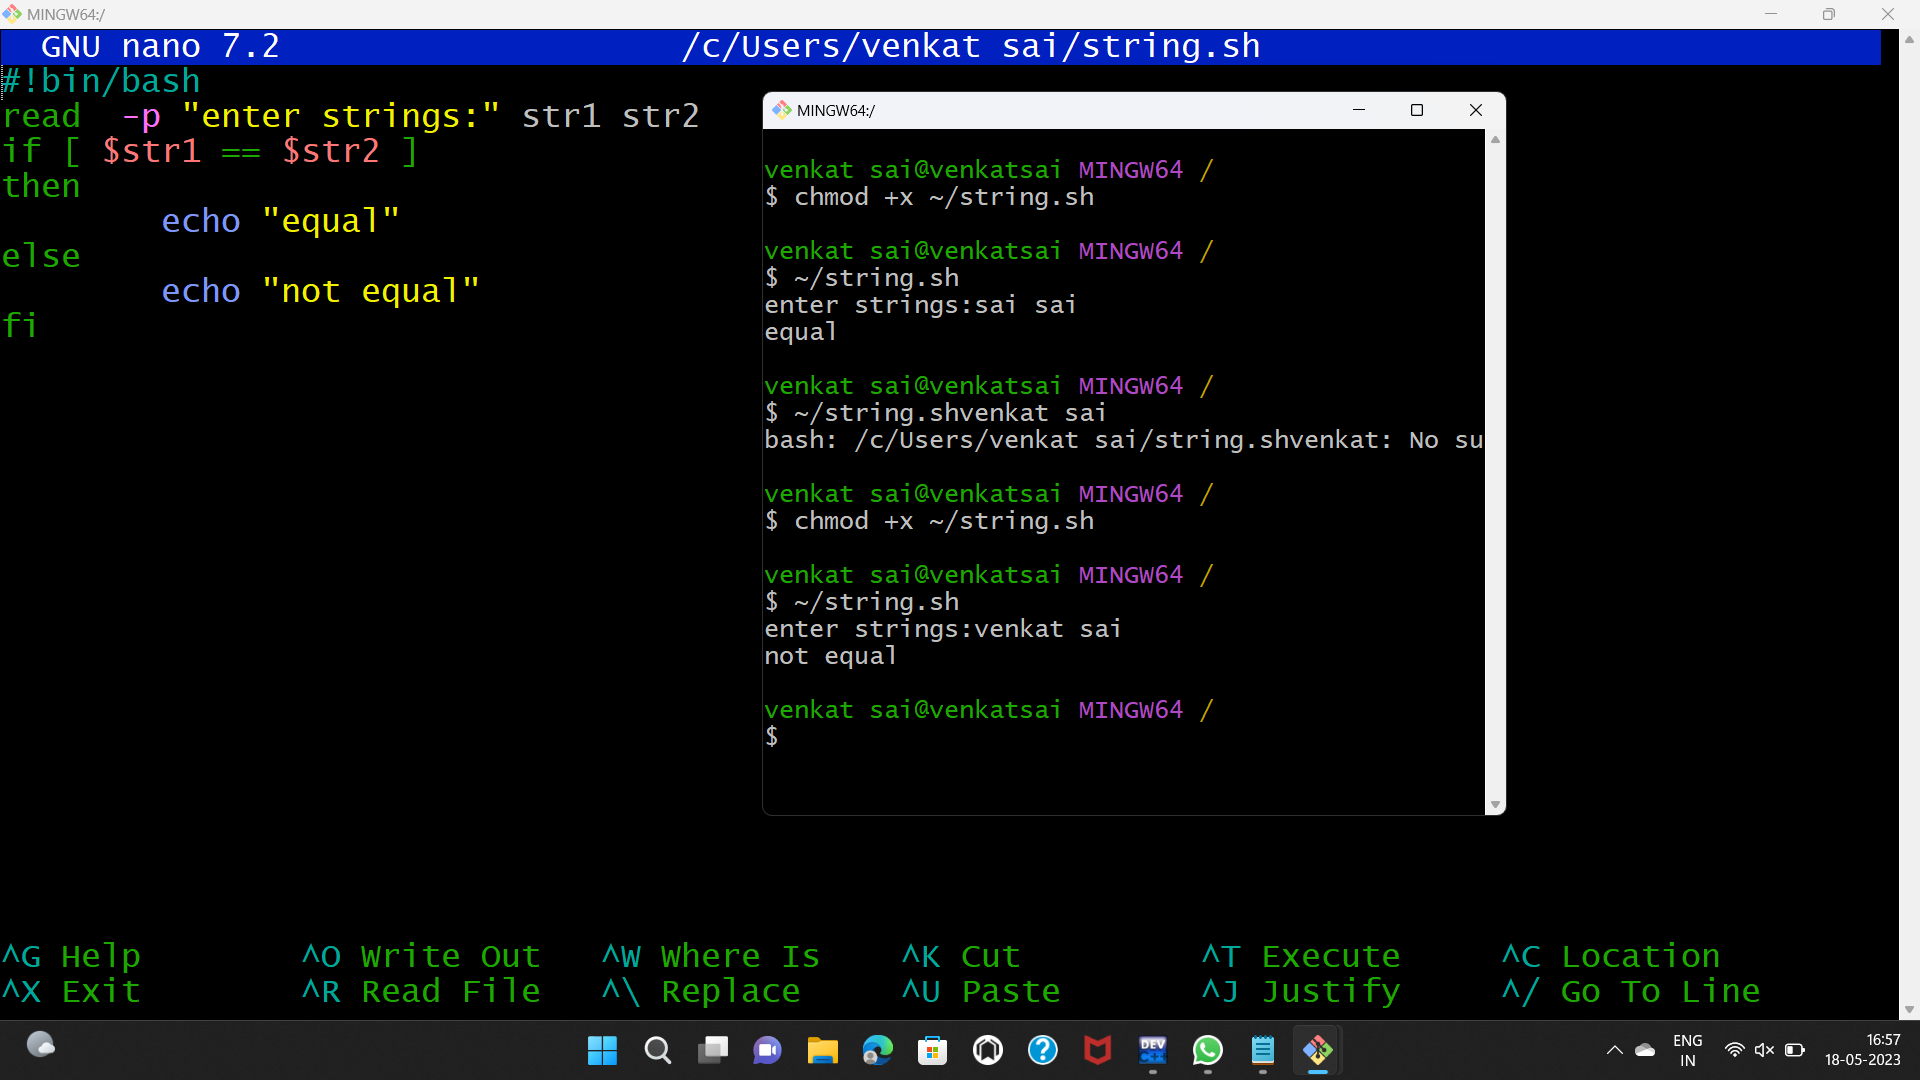 MINGW64:/
GNU nano 7.2 /c/Users/venkat sai/string.sh
#!bin/bash
read  -p "enter strings:" str1 str2
if [ $str1 == $str2 ]
then
        echo "equal"
else
        echo "not equal"
fi
MINGW64:/
venkat sai@venkatsai MINGW64 /
$ chmod +x ~/string.sh
venkat sai@venkatsai MINGW64 /
$ ~/string.sh
enter strings:sai sai
equal
venkat sai@venkatsai MINGW64 /
$ ~/string.shvenkat sai
bash: /c/Users/venkat sai/string.shvenkat: No su
venkat sai@venkatsai MINGW64 /
$ chmod +x ~/string.sh
venkat sai@venkatsai MINGW64 /
$ ~/string.sh
enter strings:venkat sai
not equal
venkat sai@venkatsai MINGW64 /
$
^G Help ^O Write Out ^W Where Is ^K Cut ^T Execute ^C Location
^X Exit ^R Read File ^\ Replace ^U Paste ^J Justify ^/ Go To Line
DEV
ENG
IN
16:57
18-05-2023